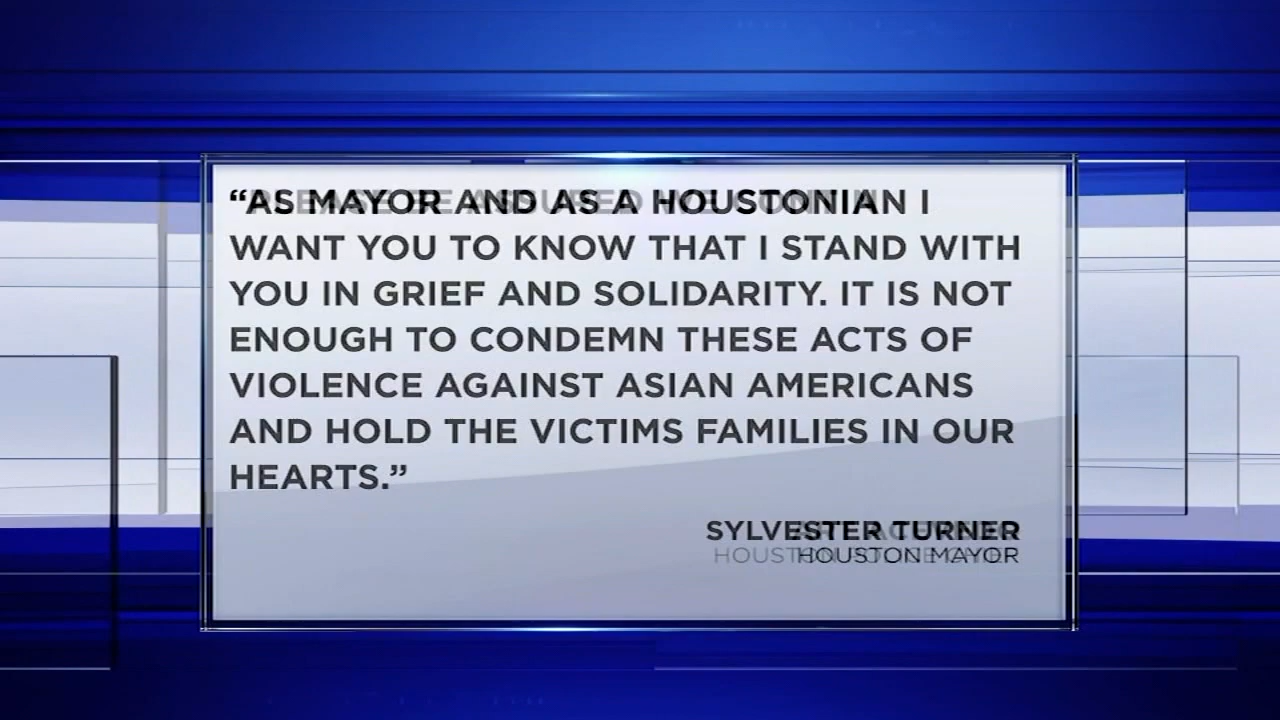 “AS MAYOR AND AS A HOUSTONIAN I
WANT YOU TO KNOW THAT I STAND WITH
YOU IN GRIEF AND SOLIDARITY. IT IS NOT
ENOUGH TO CONDEMN THESE ACTS OF
VIOLENCE AGAINST ASIAN AMERICANS
AND HOLD THE VICTIMS FAMILIES IN OUR
HEARTS.”
SYLVESTER TURNER
HOUSTON MAYOR